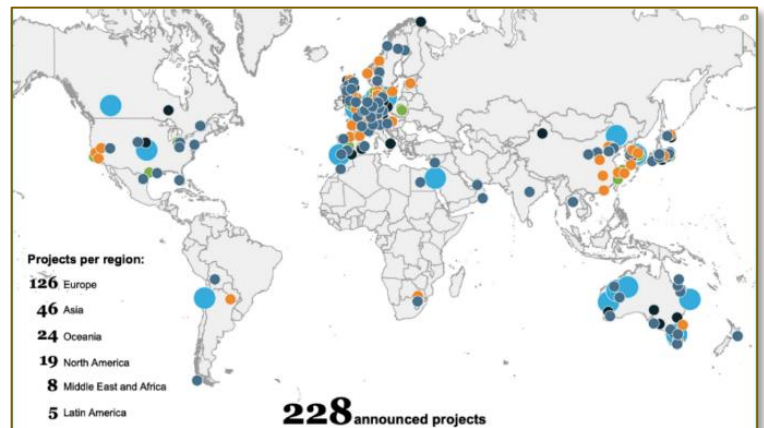 Projects per region:
126 Europe
46 Asia
24 Oceania
19 North America
8 Middle East and Africa
5 Latin America
228 announced projects